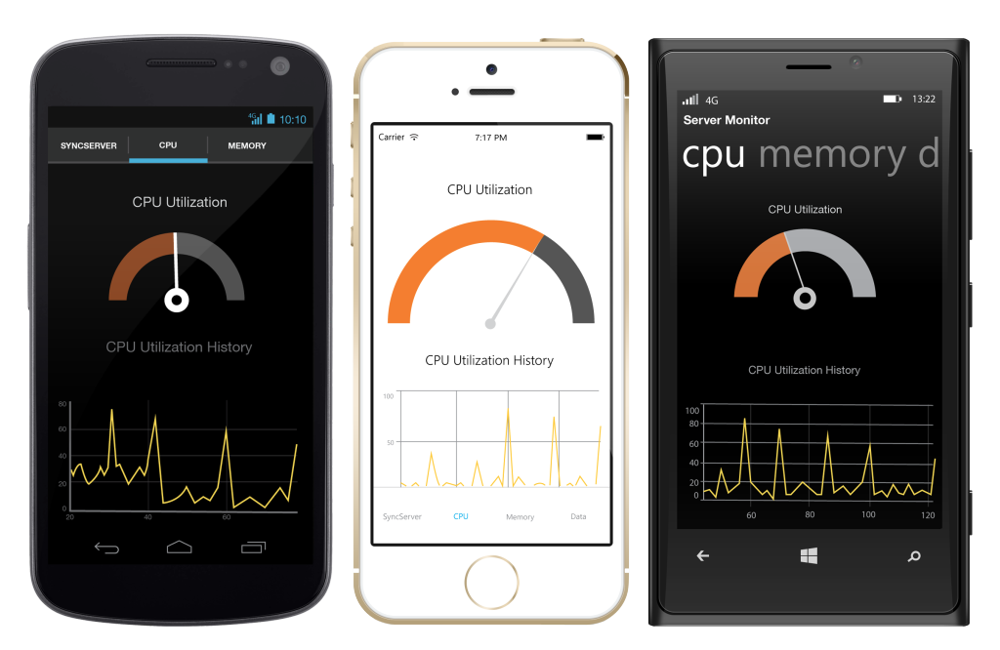 4G 10:10
SYNCSERVER CPU MEMORY
CPU Utilization
CPU Utilization History
80
60
40
20
0
20 40 60
Carrier 7:17 PM
CPU Utilization
CPU Utilization History
100
50
SyncServer CPU Memory Data
4G 13:22
Server Monitor
cpu memory d
CPU Utilization
CPU Utilization History
100
80
60
40
20
0
60 80 100 120